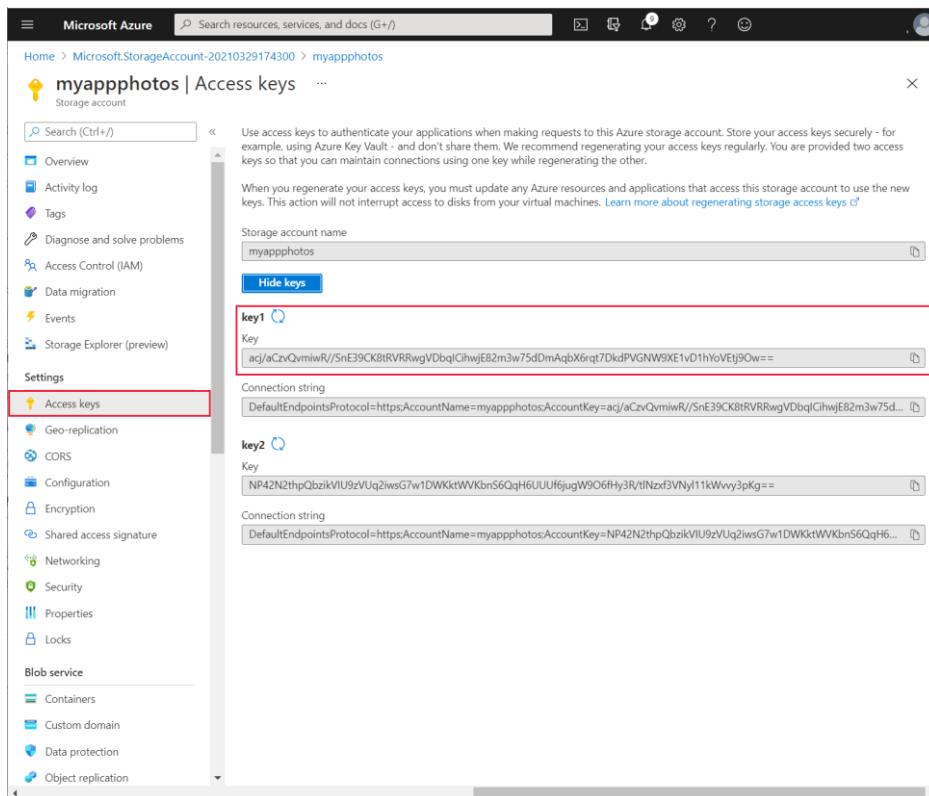 Microsoft Azure
Search resources, services, and docs (G+/)
9
Home > Microsoft.StorageAccount-20210329174300 > myappphotos
myappphotos | Access keys ...
Storage account
Search (Ctrl+/)
Overview
Activity log
Tags
Diagnose and solve problems
Access Control (IAM)
Data migration
Events
Storage Explorer (preview)
Settings
Access keys
Geo-replication
CORS
Configuration
Encryption
Shared access signature
Networking
Security
Properties
Locks
Blob service
Containers
Custom domain
Data protection
Object replication
Use access keys to authenticate your applications when making requests to this Azure storage account. Store your access keys securely - for
example, using Azure Key Vault - and don't share them. We recommend regenerating your access keys regularly. You are provided two access
keys so that you can maintain connections using one key while regenerating the other.
When you regenerate your access keys, you must update any Azure resources and applications that access this storage account to use the new
keys. This action will not interrupt access to disks from your virtual machines. Learn more about regenerating storage access keys
Storage account name
myappphotos
Hide keys
key1
Key
acj/aCzvQvmiwR//SnE39CK8tRVRRwgVDbqICihwjE82m3w75dDmAqbX6rqt7DkdPVGNW9XE1vD1hYoVEtj9Ow==
Connection string
DefaultEndpointsProtocol=https;AccountName=myappphotos;AccountKey=acj/aCzvQvmiwR//SnE39CK8tRVRRwgVDbqICihwjE82m3w75d...
key2
Key
NP42N2thpQbzikVIU9zVUq2iwsG7w1DWKktWVKbnS6QqH6UUUf6jugW9O6fHy3R/tlNzxf3VNyl11kWvvy3pKg==
Connection string
DefaultEndpointsProtocol=https;AccountName=myappphotos;AccountKey=NP42N2thpQbzikVIU9zVUq2iwsG7w1DWKktWVKbnS6QqH6...